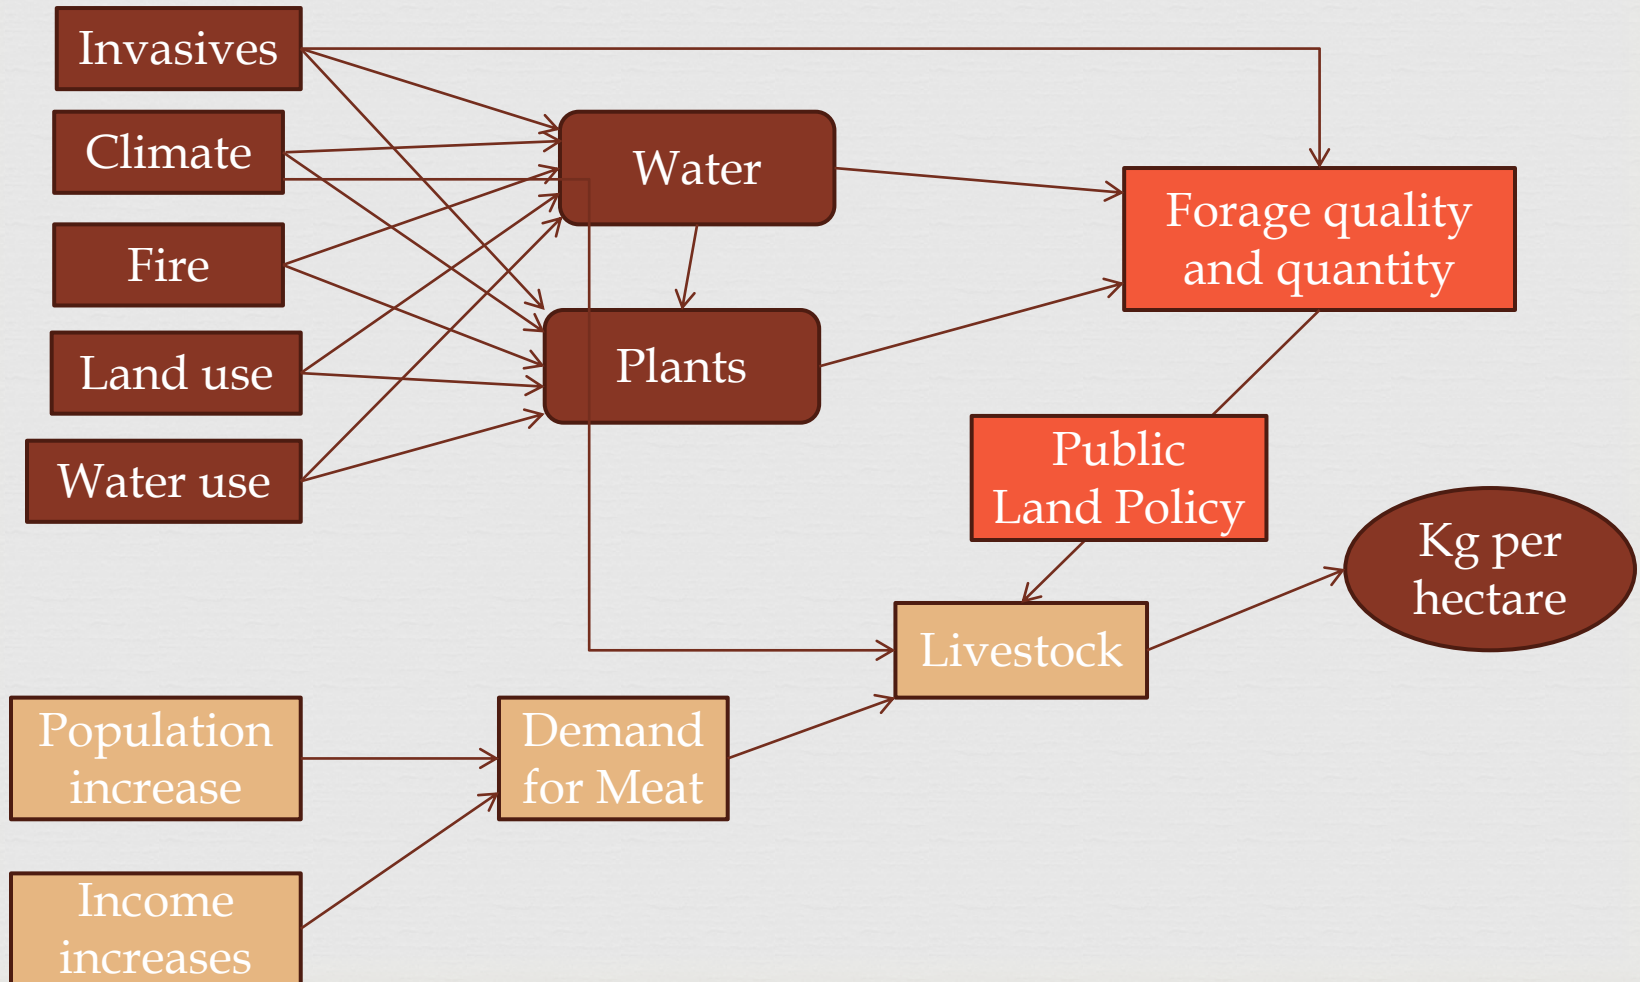 Invasives
Climate
Fire
Land use
Water use
Water
Plants
Forage quality
and quantity
Public
Land Policy
Kg per
hectare
Livestock
Population
increase
Demand
for Meat
Income
increases